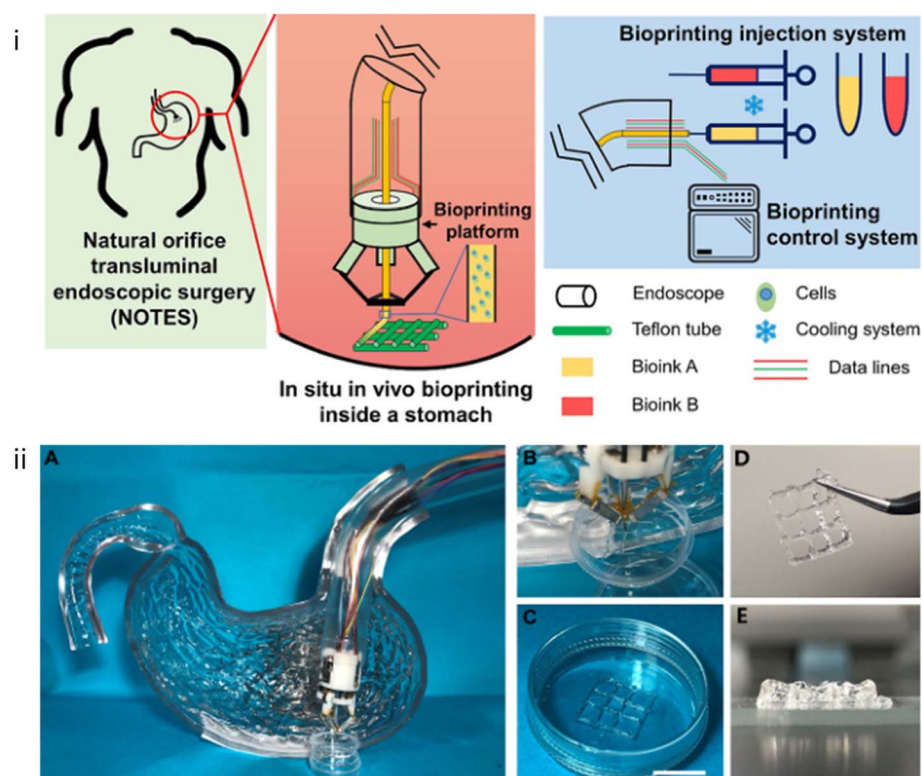 i
Natural orifice
transluminal
endoscopic surgery
(NOTES)
Bioprinting
platform
In situ in vivo bioprinting
inside a stomach
Bioprinting injection system
Bioprinting
control system
Endoscope
Cells
Teflon tube
Cooling system
Bioink A
Data lines
Bioink B
ii
A
B
C
D
E